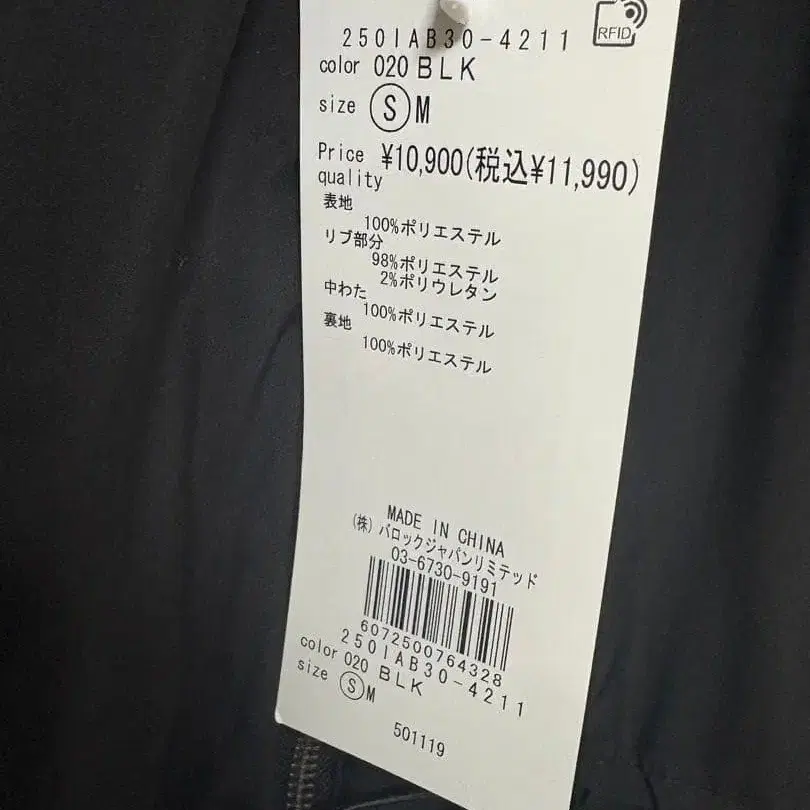 250IAB30-4211
RFID
color 020 BLK
size S M
Price ¥10,900(税込¥11,990)
quality
表地
100%ポリエステル
リブ部分
98%ポリエステル
2%ポリウレタン
中わた
100%ポリエステル
裏地
100%ポリエステル
MADE IN CHINA
(株)バロックジャパンリミテッド
03-6730-9191
6072500764328
250IAB30-4211
color 020 BLK
size S M
501119